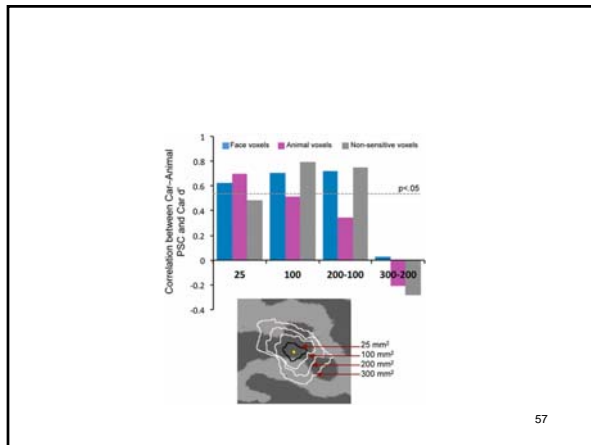 Face voxels Animal voxels Non-sensitive voxels
Correlation between Car–Animal
PSC and Car d'
1
0.8
0.6
0.4
0.2
0
-0.2
-0.4
p<.05
25 100 200-100 300-200
25 mm²
100 mm²
200 mm²
300 mm²
57